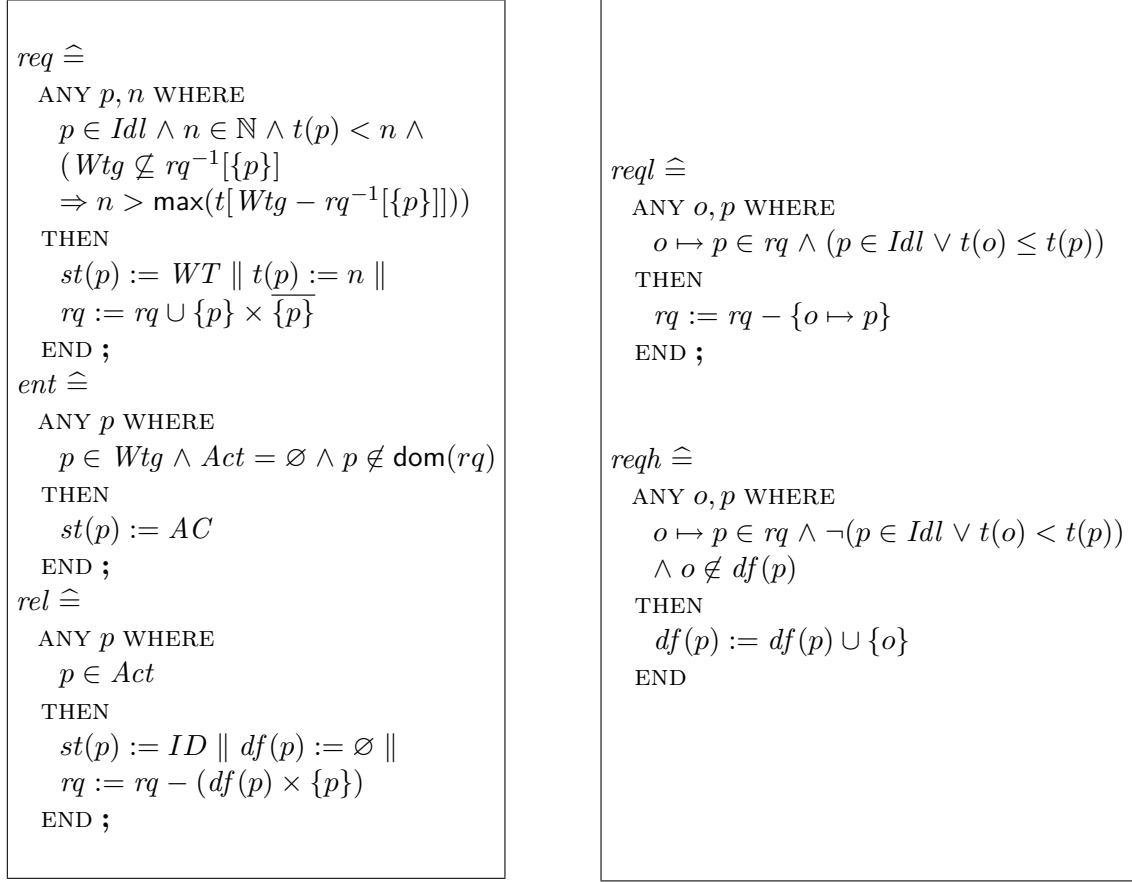 req ≙
ANY p, n WHERE
p ∈ Idl ∧ n ∈ ℕ ∧ t(p) < n ∧
(Wtg ⊈ rq⁻¹[{p}]
⇒ n > max(t[Wtg − rq⁻¹[{p}]]))
THEN
st(p) := WT ∥ t(p) := n ∥
rq := rq ∪ {p} × \overline{{p}}
END ;
ent ≙
ANY p WHERE
p ∈ Wtg ∧ Act = ∅ ∧ p ∉ dom(rq)
THEN
st(p) := AC
END ;
rel ≙
ANY p WHERE
p ∈ Act
THEN
st(p) := ID ∥ df(p) := ∅ ∥
rq := rq − (df(p) × {p})
END ;
reql ≙
ANY o, p WHERE
o ↦ p ∈ rq ∧ (p ∈ Idl ∨ t(o) ≤ t(p))
THEN
rq := rq − {o ↦ p}
END ;
reqh ≙
ANY o, p WHERE
o ↦ p ∈ rq ∧ ¬(p ∈ Idl ∨ t(o) < t(p))
∧ o ∉ df(p)
THEN
df(p) := df(p) ∪ {o}
END